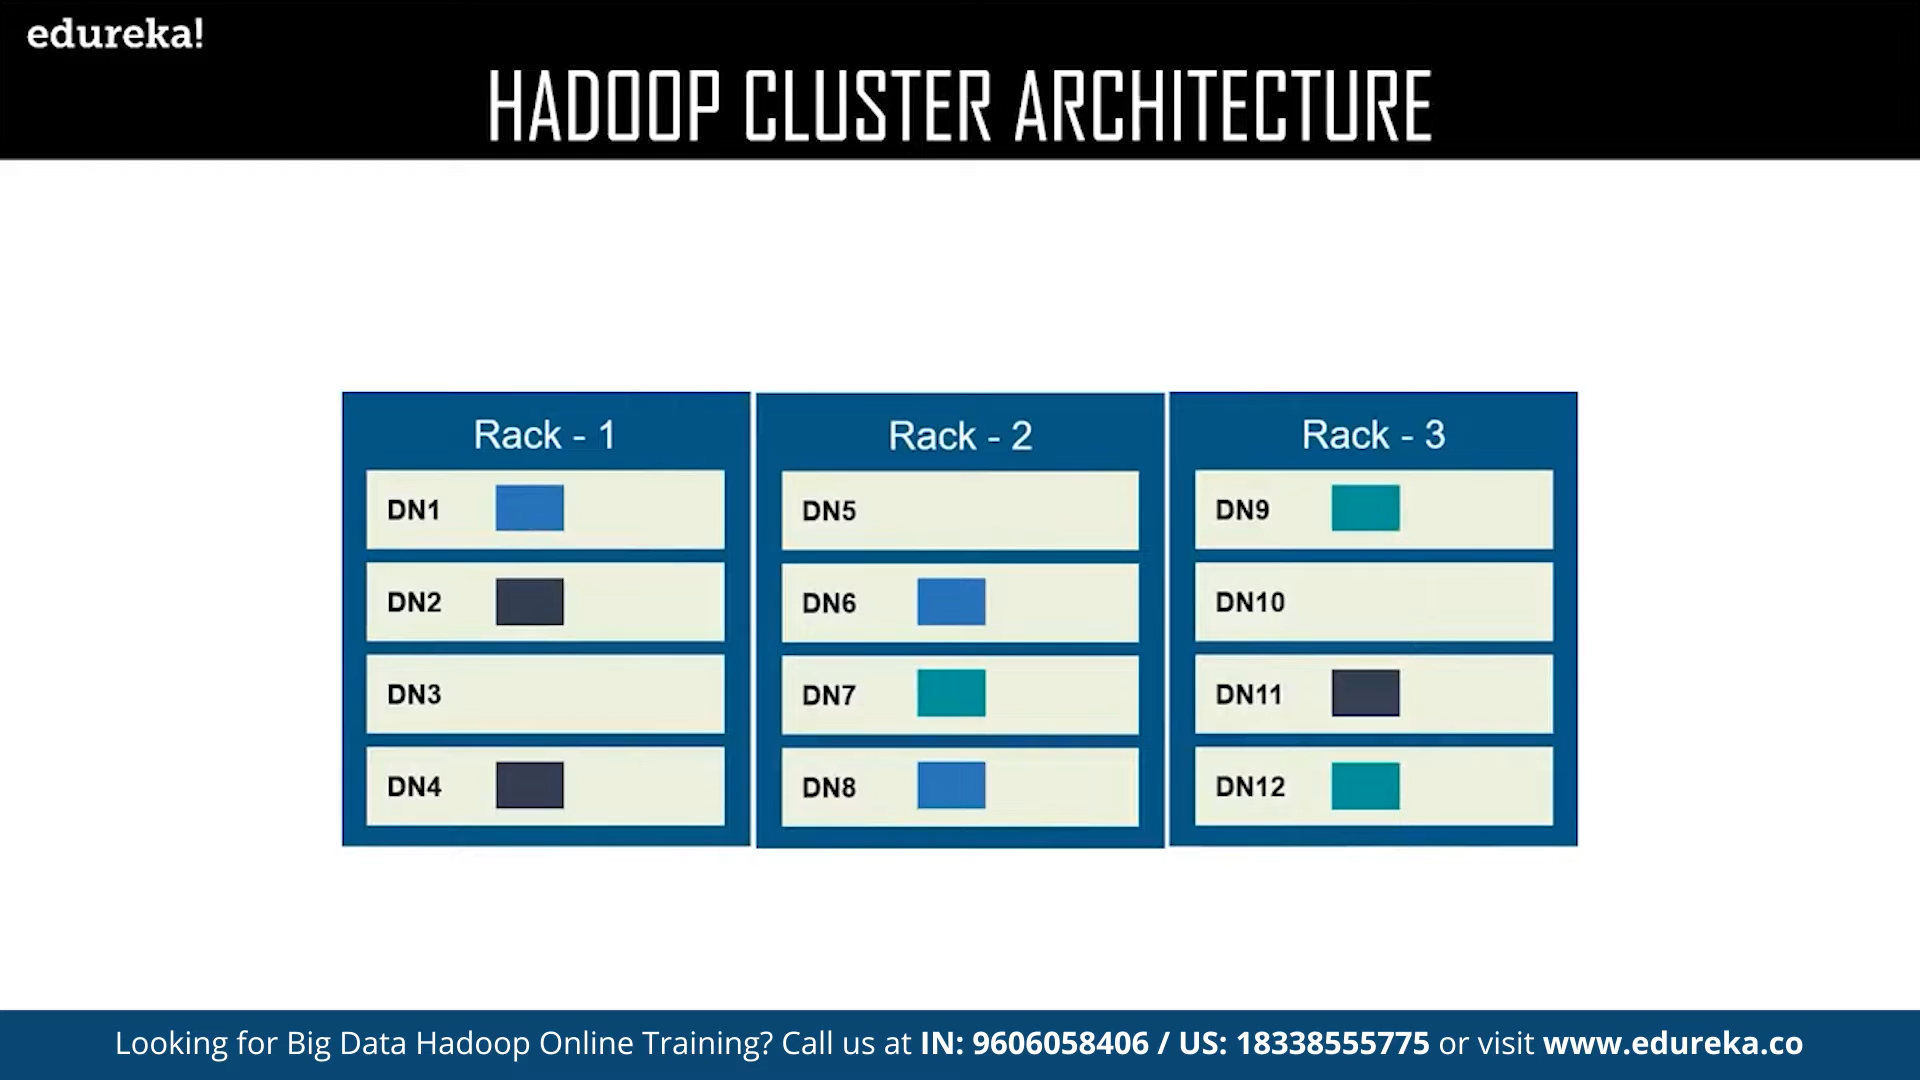 edureka!
HADOOP CLUSTER ARCHITECTURE
Rack - 1
DN1
DN2
DN3
DN4
Rack - 2
DN5
DN6
DN7
DN8
Rack - 3
DN9
DN10
DN11
DN12
Looking for Big Data Hadoop Online Training? Call us at IN: 9606058406 / US: 18338555775 or visit www.edureka.co